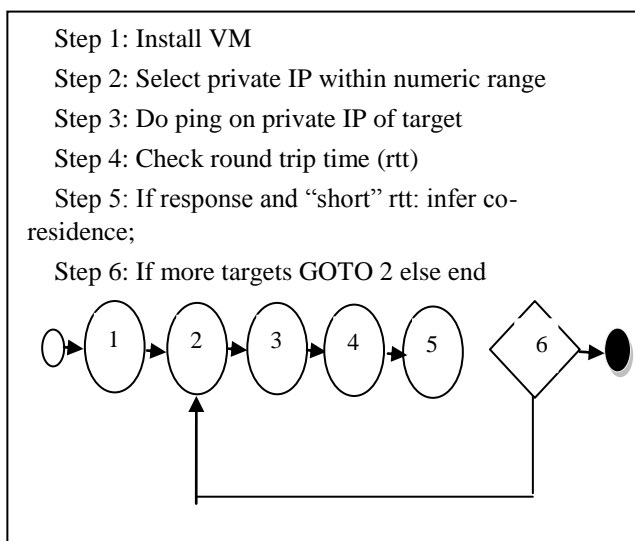 Step 1: Install VM
Step 2: Select private IP within numeric range
Step 3: Do ping on private IP of target
Step 4: Check round trip time (rtt)
Step 5: If response and “short” rtt: infer co-
residence;
Step 6: If more targets GOTO 2 else end
1 2 3 4 5 6